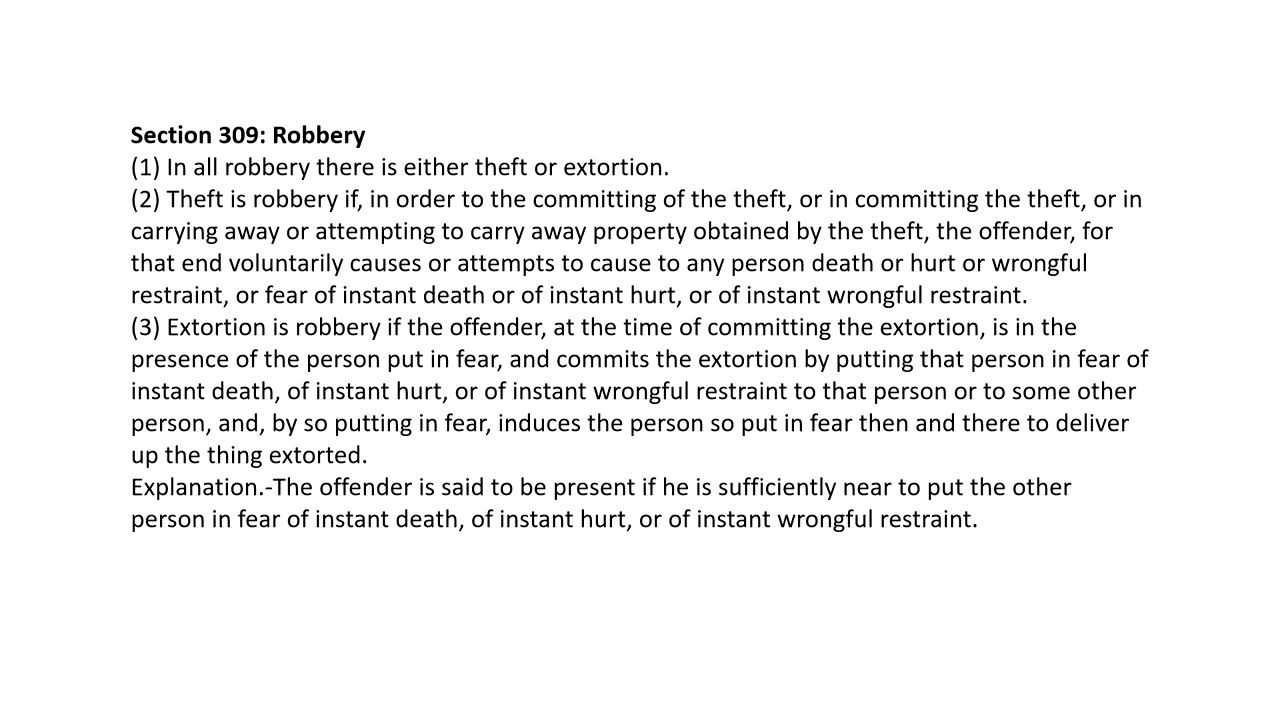 Section 309: Robbery
(1) In all robbery there is either theft or extortion.
(2) Theft is robbery if, in order to the committing of the theft, or in committing the theft, or in
carrying away or attempting to carry away property obtained by the theft, the offender, for
that end voluntarily causes or attempts to cause to any person death or hurt or wrongful
restraint, or fear of instant death or of instant hurt, or of instant wrongful restraint.
(3) Extortion is robbery if the offender, at the time of committing the extortion, is in the
presence of the person put in fear, and commits the extortion by putting that person in fear of
instant death, of instant hurt, or of instant wrongful restraint to that person or to some other
person, and, by so putting in fear, induces the person so put in fear then and there to deliver
up the thing extorted.
Explanation.-The offender is said to be present if he is sufficiently near to put the other
person in fear of instant death, of instant hurt, or of instant wrongful restraint.